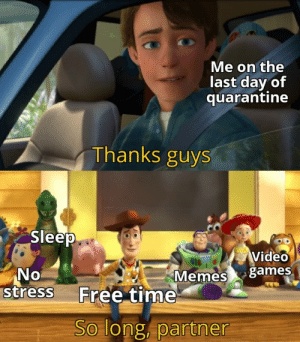 Me on the
last day of
quarantine
Thanks guys
Sleep
Video
games
No
stress
Memes
Free time
So long, partner